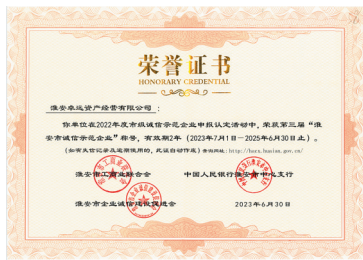 荣誉证书
HONORARY CREDENTIAL
淮安卓远资产经营有限公司：
你单位在2022年度市级诚信示范企业申报认定活动中，荣获第三届“淮
安市诚信示范企业”称号，有效期2年（2023年7月1日—2025年6月30日止）。
淮安市工商业联合会 中国人民银行淮安市中心支行
淮安市企业诚信建设促进会 2023年6月30日